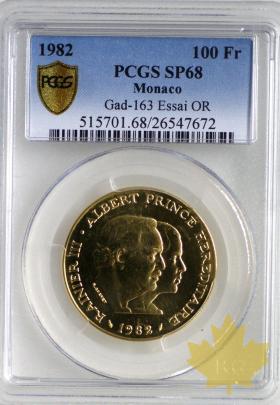 1982 100 Fr
PCGS PCGS SP68
Monaco
Gad-163 Essai OR
515701.68/26547672
RAINIER III · ALBERT PRINCE HEREDITAIRE
1982